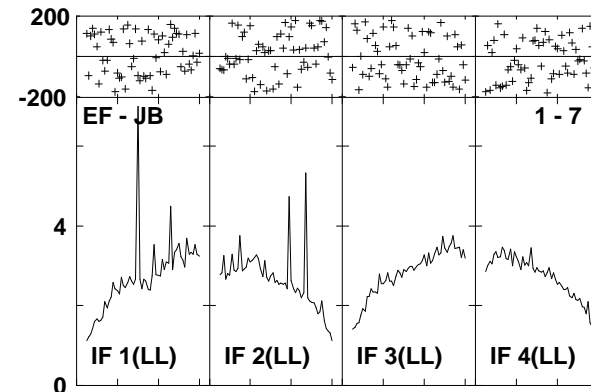 200
-200
EF - JB
1 - 7
4
IF 1(LL)
IF 2(LL)
IF 3(LL)
IF 4(LL)
0